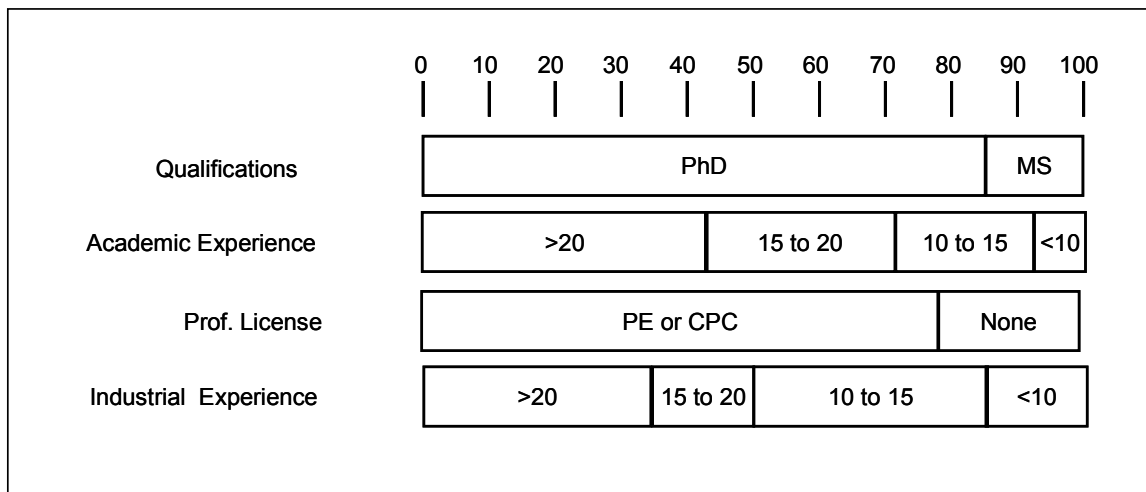 0 10 20 30 40 50 60 70 80 90 100
Qualifications PhD MS
Academic Experience >20 15 to 20 10 to 15 <10
Prof. License PE or CPC None
Industrial Experience >20 15 to 20 10 to 15 <10